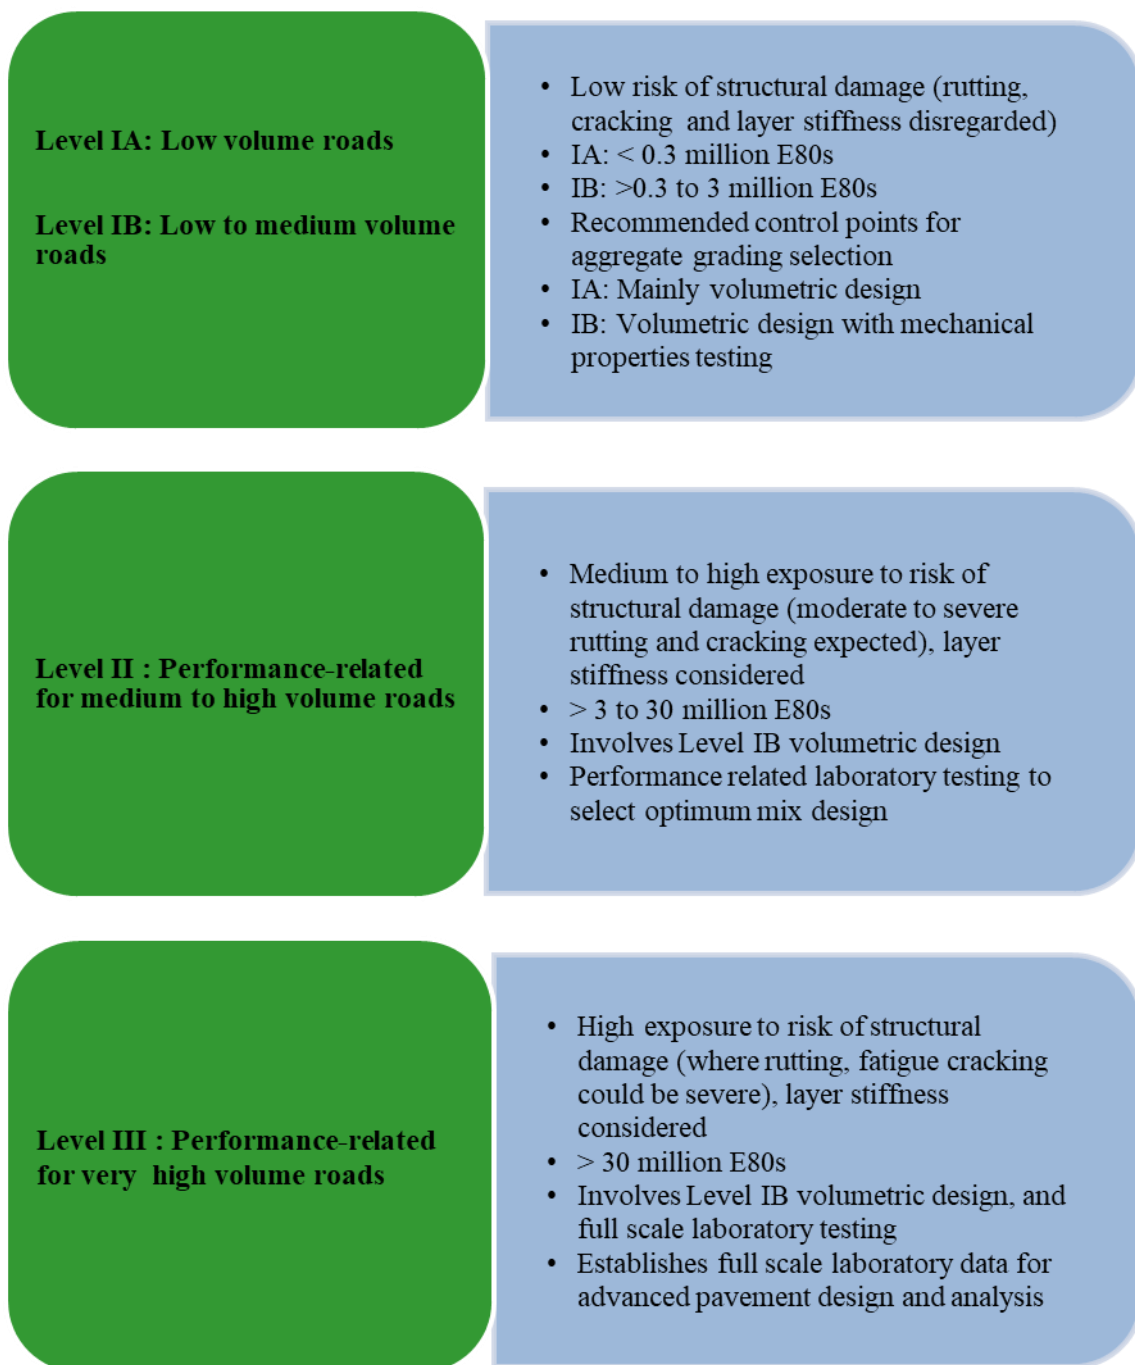 Level IA: Low volume roads
Level IB: Low to medium volume
roads
• Low risk of structural damage (rutting,
cracking and layer stiffness disregarded)
• IA: < 0.3 million E80s
• IB: >0.3 to 3 million E80s
• Recommended control points for
aggregate grading selection
• IA: Mainly volumetric design
• IB: Volumetric design with mechanical
properties testing
Level II : Performance-related
for medium to high volume roads
• Medium to high exposure to risk of
structural damage (moderate to severe
rutting and cracking expected), layer
stiffness considered
• > 3 to 30 million E80s
• Involves Level IB volumetric design
• Performance related laboratory testing to
select optimum mix design
Level III : Performance-related
for very high volume roads
• High exposure to risk of structural
damage (where rutting, fatigue cracking
could be severe), layer stiffness
considered
• > 30 million E80s
• Involves Level IB volumetric design, and
full scale laboratory testing
• Establishes full scale laboratory data for
advanced pavement design and analysis